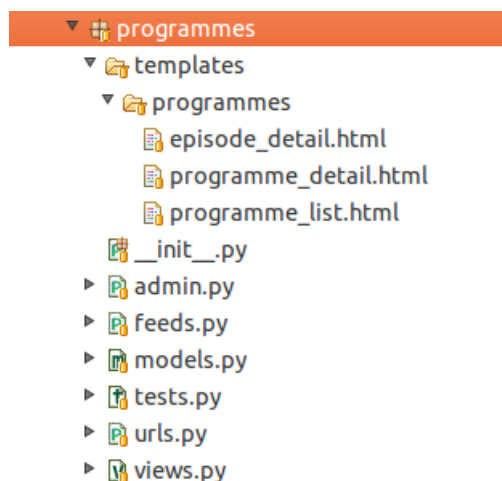 programmes
templates
programmes
episode_detail.html
programme_detail.html
programme_list.html
__init__.py
admin.py
feeds.py
models.py
tests.py
urls.py
views.py